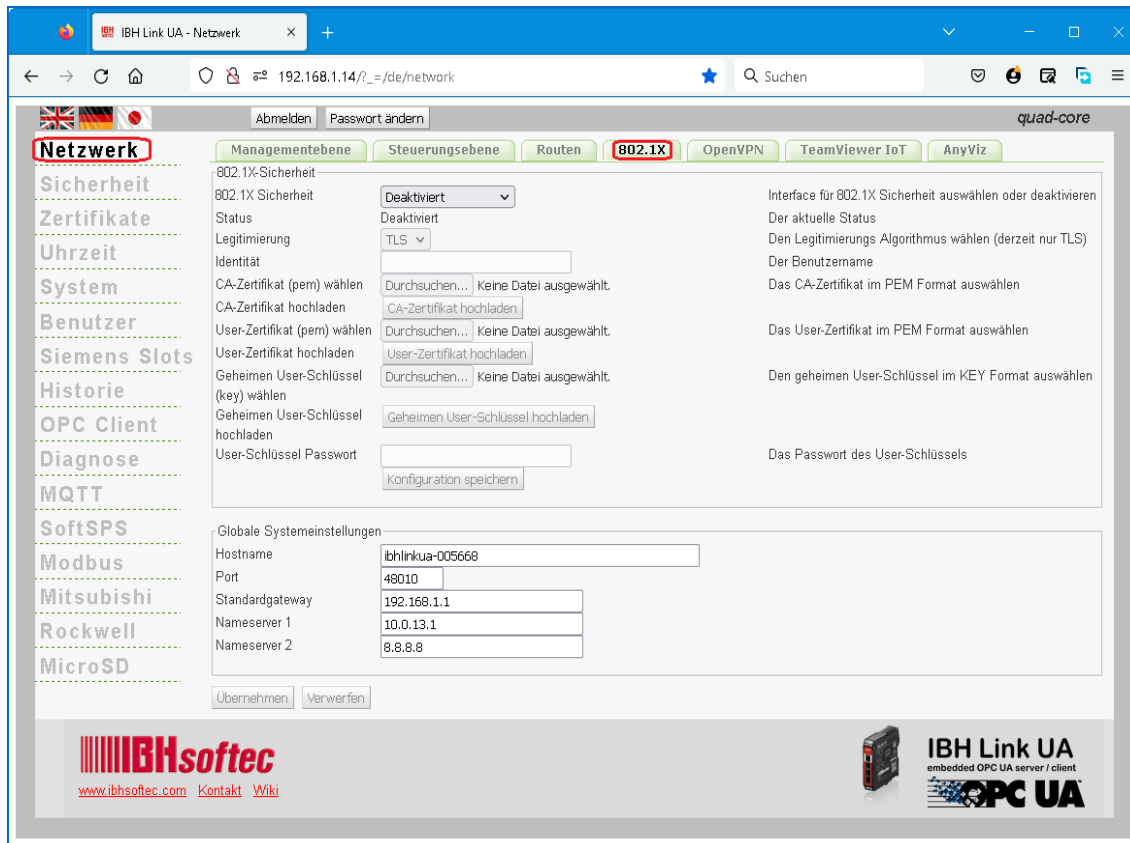 IBH softec IBH Link UA - Netzwerk
192.168.1.14/?_=/de/network Suchen
Abmelden Passwort ändern quad-core
Netzwerk
Sicherheit
Zertifikate
Uhrzeit
System
Benutzer
Siemens Slots
Historie
OPC Client
Diagnose
MQTT
SoftSPS
Modbus
Mitsubishi
Rockwell
MicroSD
Managementebene Steuerungsebene Routen 802.1X OpenVPN TeamViewer IoT AnyViz
802.1X-Sicherheit
802.1X Sicherheit Deaktiviert Interface für 802.1X Sicherheit auswählen oder deaktivieren
Status Deaktiviert Der aktuelle Status
Legitimierung TLS Den Legitimierungs Algorithmus wählen (derzeit nur TLS)
Identität Der Benutzername
CA-Zertifikat (pem) wählen Durchsuchen... Keine Datei ausgewählt. Das CA-Zertifikat im PEM Format auswählen
CA-Zertifikat hochladen CA-Zertifikat hochladen
User-Zertifikat (pem) wählen Durchsuchen... Keine Datei ausgewählt. Das User-Zertifikat im PEM Format auswählen
User-Zertifikat hochladen User-Zertifikat hochladen
Geheimen User-Schlüssel Durchsuchen... Keine Datei ausgewählt. Den geheimen User-Schlüssel im KEY Format auswählen
(key) wählen
Geheimen User-Schlüssel Geheimen User-Schlüssel hochladen
hochladen
User-Schlüssel Passwort Das Passwort des User-Schlüssels
Konfiguration speichern
Globale Systemeinstellungen
Hostname ibhlinkua-005668
Port 48010
Standardgateway 192.168.1.1
Nameserver 1 10.0.13.1
Nameserver 2 8.8.8.8
Übernehmen Verwerfen
IBHsoftec
www.ibhsoftec.com Kontakt Wiki
IBH Link UA
embedded OPC UA server / client
OPC UA